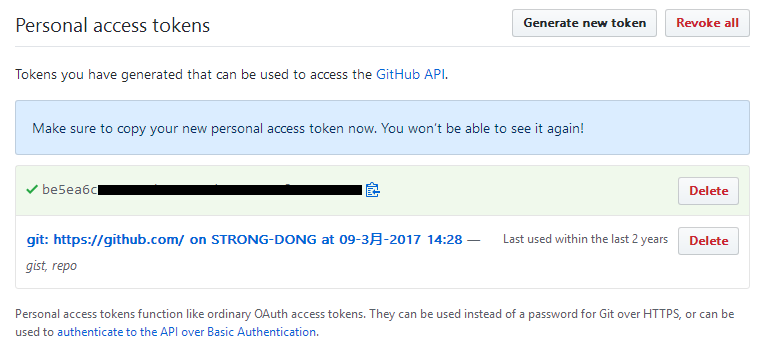 Personal access tokens
Generate new token
Revoke all
Tokens you have generated that can be used to access the GitHub API.
Make sure to copy your new personal access token now. You won't be able to see it again!
be5ea6c
Delete
git: https://github.com/ on STRONG-DONG at 09-3月-2017 14:28 —
Last used within the last 2 years
Delete
gist, repo
Personal access tokens function like ordinary OAuth access tokens. They can be used instead of a password for Git over HTTPS, or can be
used to authenticate to the API over Basic Authentication.